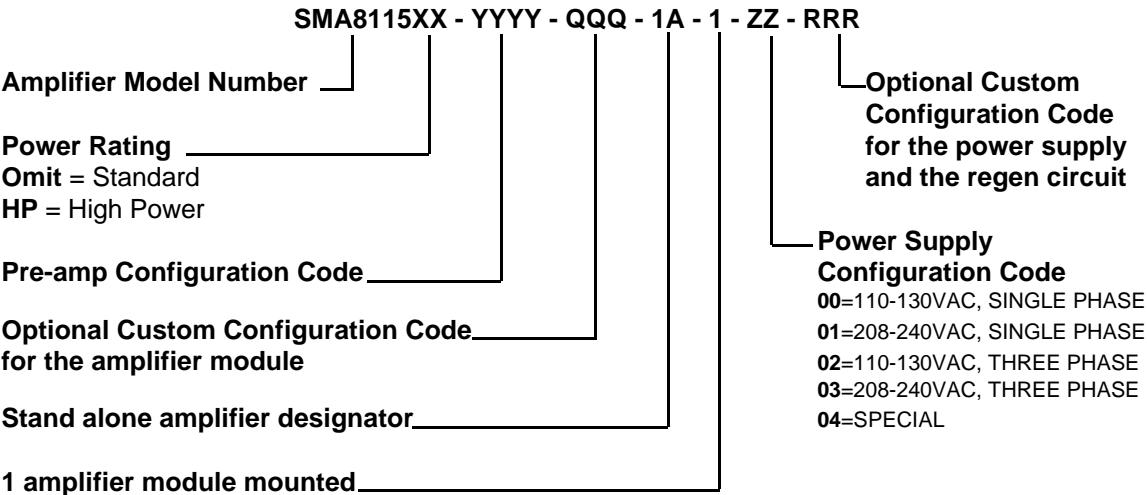 SMA8115XX - YYYY - QQQ - 1A - 1 - ZZ - RRR
Amplifier Model Number
Power Rating
Omit = Standard
HP = High Power
Pre-amp Configuration Code
Optional Custom Configuration Code
for the amplifier module
Stand alone amplifier designator
1 amplifier module mounted
Optional Custom
Configuration Code
for the power supply
and the regen circuit
Power Supply
Configuration Code
00=110-130VAC, SINGLE PHASE
01=208-240VAC, SINGLE PHASE
02=110-130VAC, THREE PHASE
03=208-240VAC, THREE PHASE
04=SPECIAL